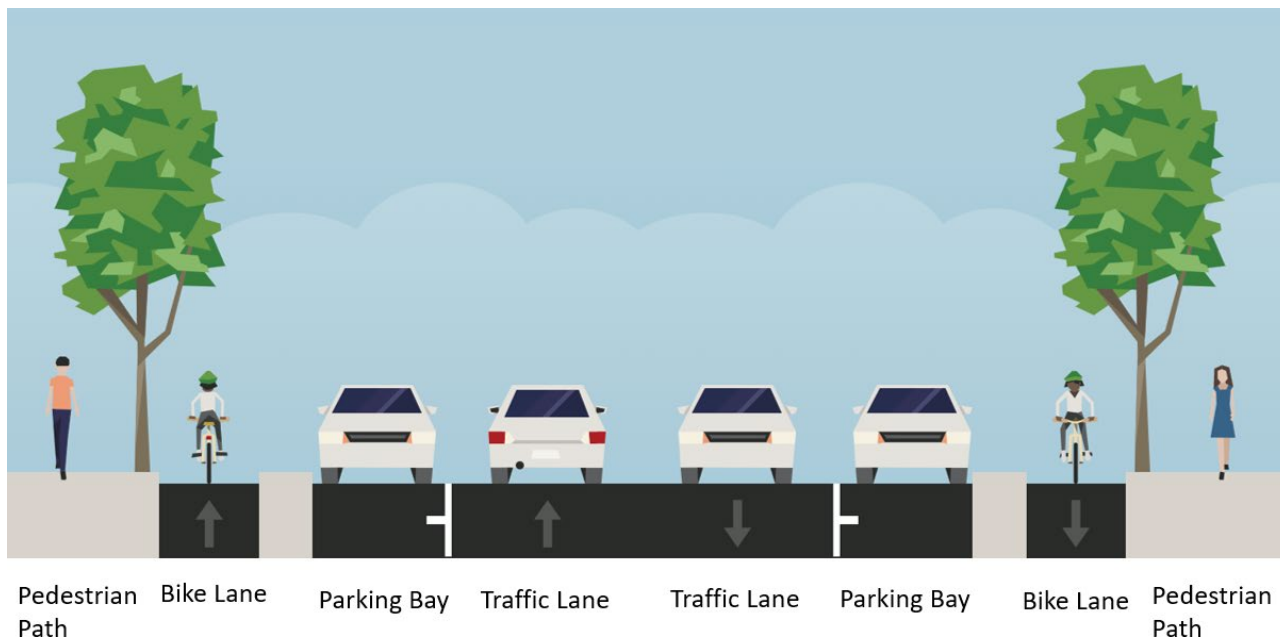 Pedestrian
Path
Bike Lane
Parking Bay
Traffic Lane
Traffic Lane
Parking Bay
Bike Lane
Pedestrian
Path